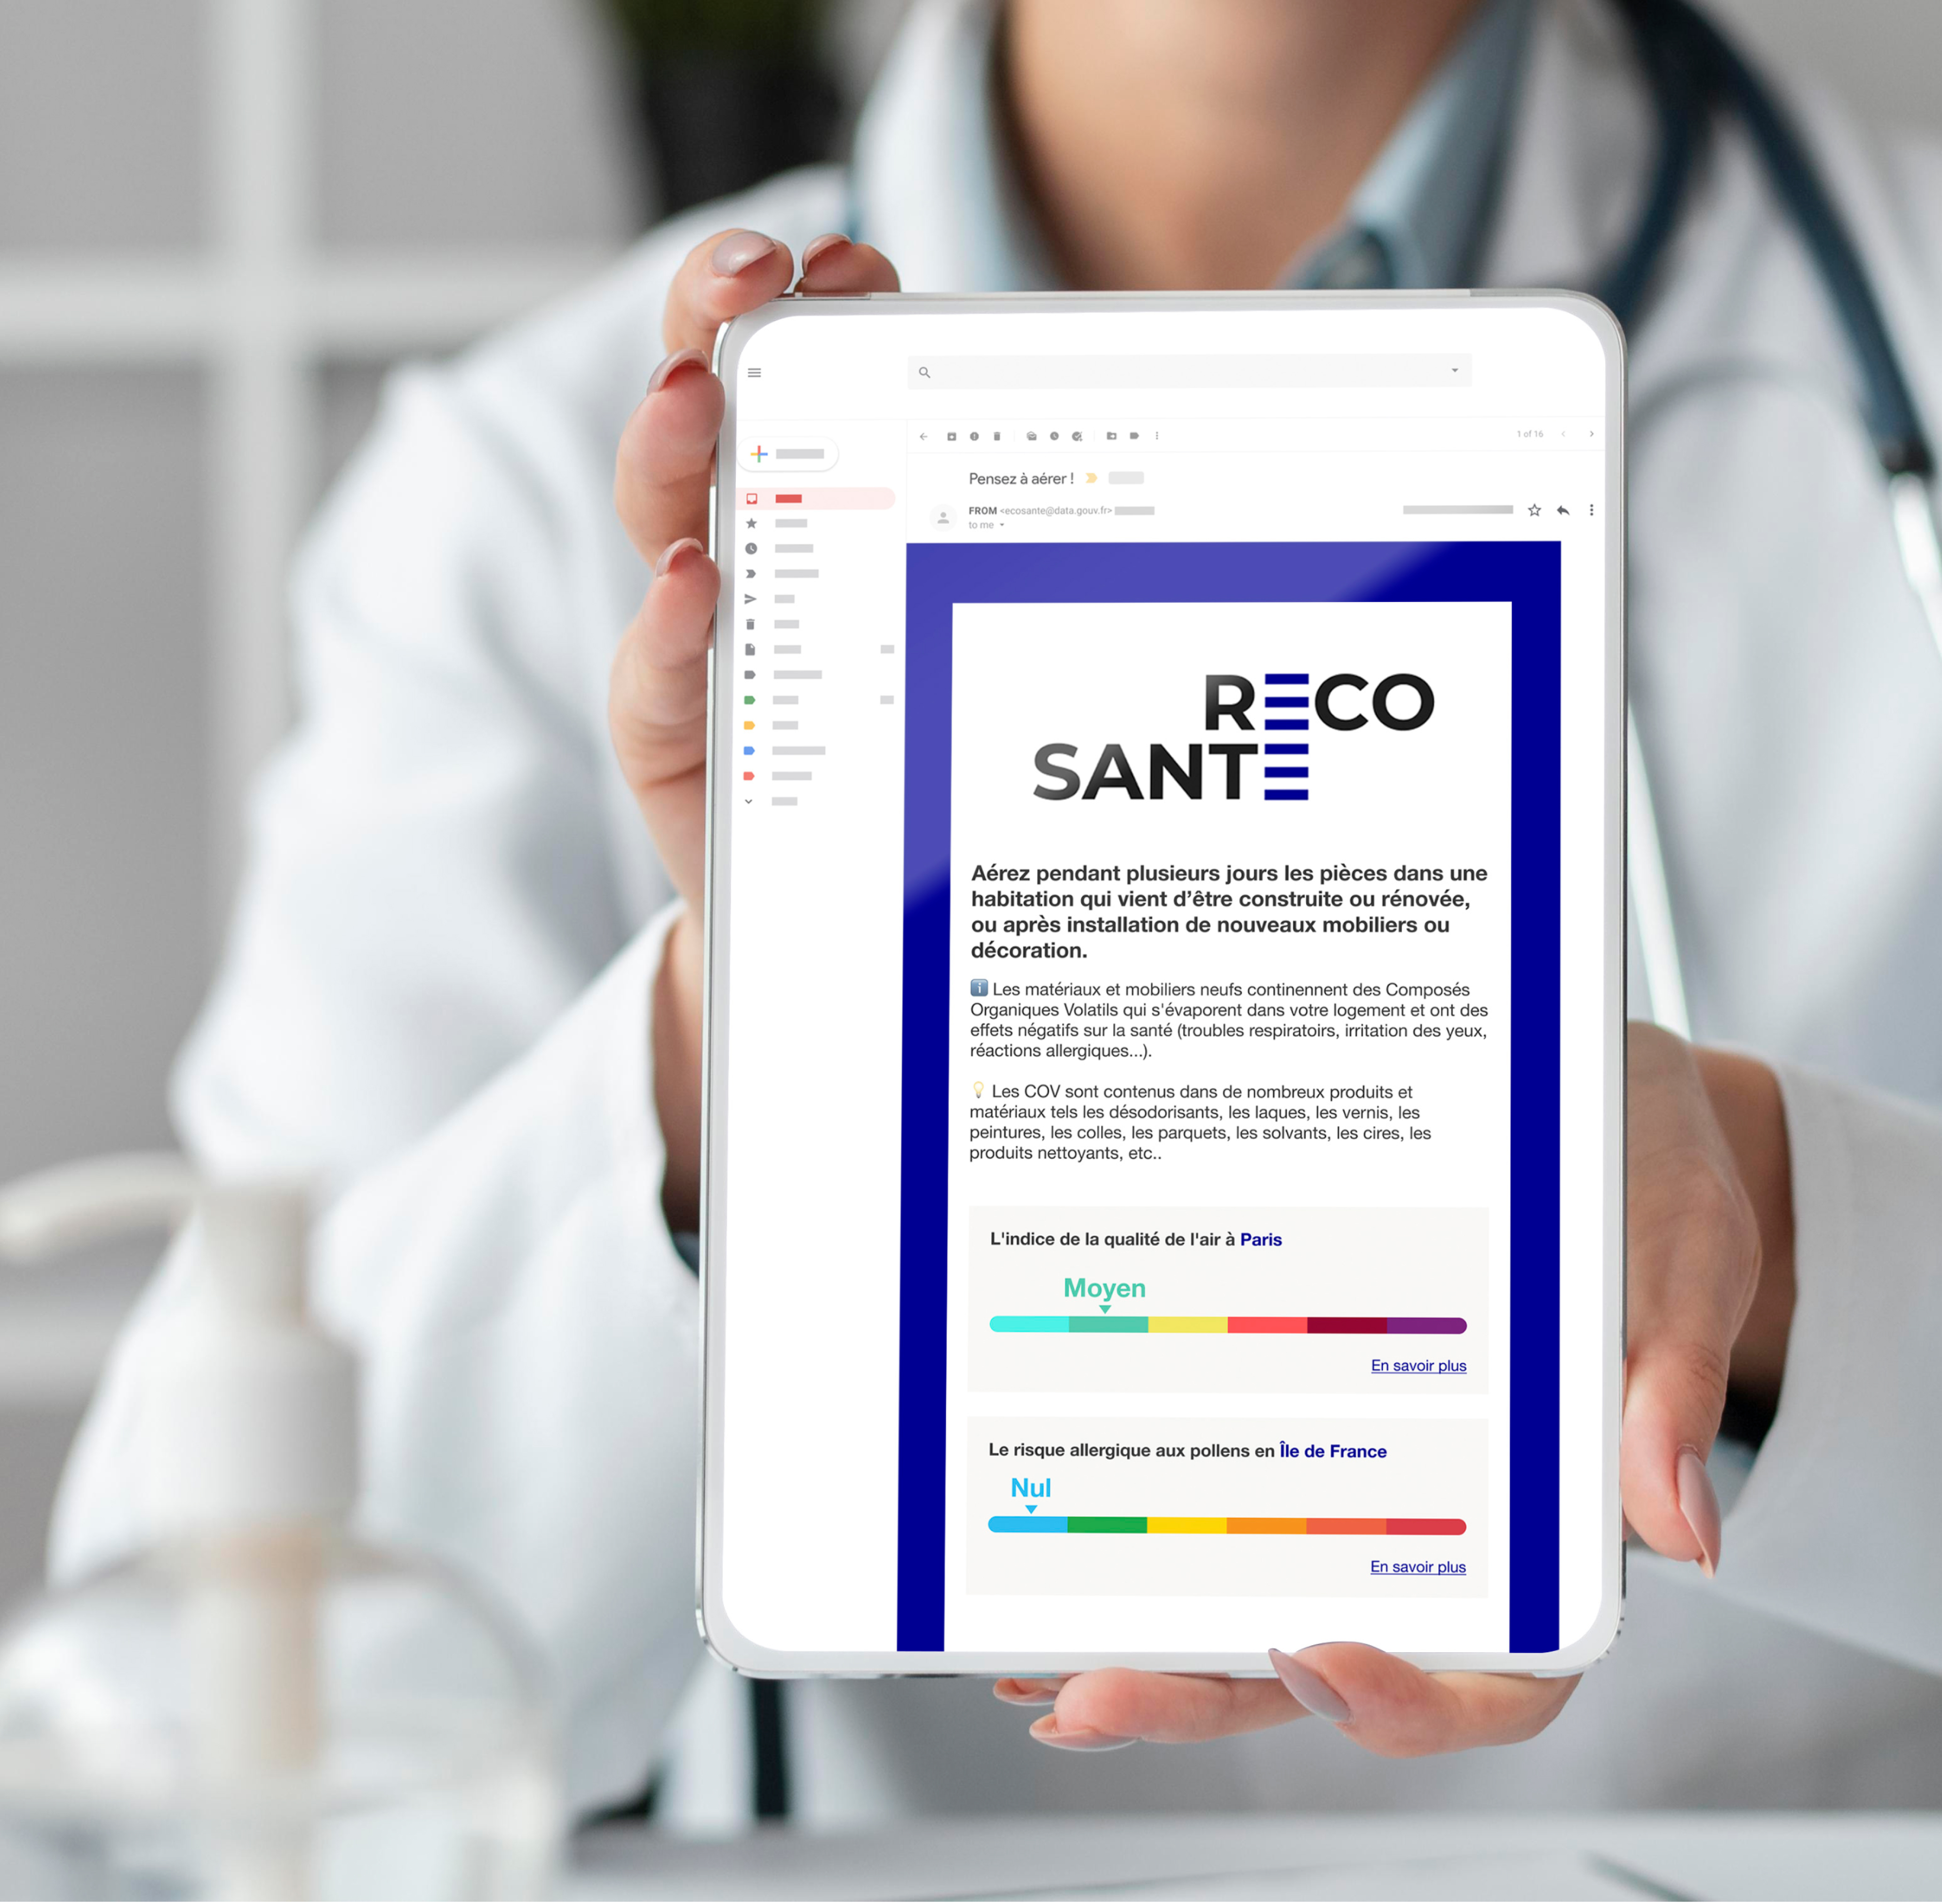 1 of 16
Pensez à aérer !
FROM <ecosante@data.gouv.fr>
to me
RECO
SANTE
Aérez pendant plusieurs jours les pièces dans une
habitation qui vient d’être construite ou rénovée,
ou après installation de nouveaux mobiliers ou
décoration.
Les matériaux et mobiliers neufs continennent des Composés
Organiques Volatils qui s'évaporent dans votre logement et ont des
effets négatifs sur la santé (troubles respiratoirs, irritation des yeux,
réactions allergiques...).
Les COV sont contenus dans de nombreux produits et
matériaux tels les désodorisants, les laques, les vernis, les
peintures, les colles, les parquets, les solvants, les cires, les
produits nettoyants, etc..
L'indice de la qualité de l'air à Paris
Moyen
En savoir plus
Le risque allergique aux pollens en Île de France
Nul
En savoir plus